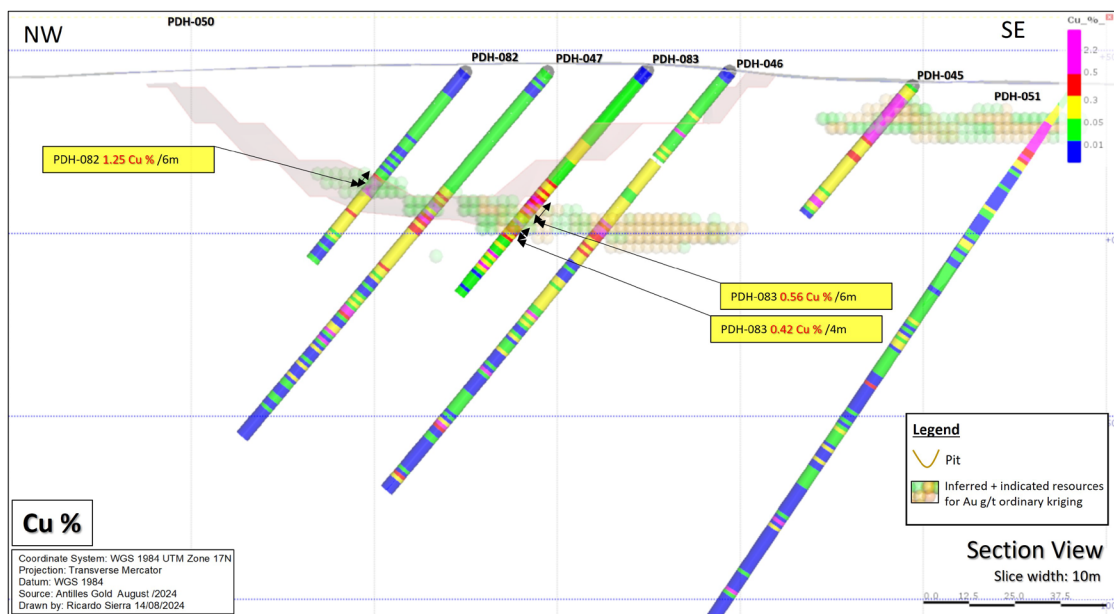 PDH-050
NW
SE
Cu_%_
PDH-082
PDH-047
PDH-083
PDH-046
PDH-045
PDH-051
2.2
0.5
0.3
0.05
0.01
PDH-082 1.25 Cu % /6m
PDH-083 0.56 Cu % /6m
PDH-083 0.42 Cu % /4m
Legend
Pit
Inferred + indicated resources
for Au g/t ordinary kriging
Cu %
Coordinate System: WGS 1984 UTM Zone 17N
Projection: Transverse Mercator
Datum: WGS 1984
Source: Antilles Gold August /2024
Drawn by: Ricardo Sierra 14/08/2024
Section View
Slice width: 10m
0.0 12.5 25.0 37.5